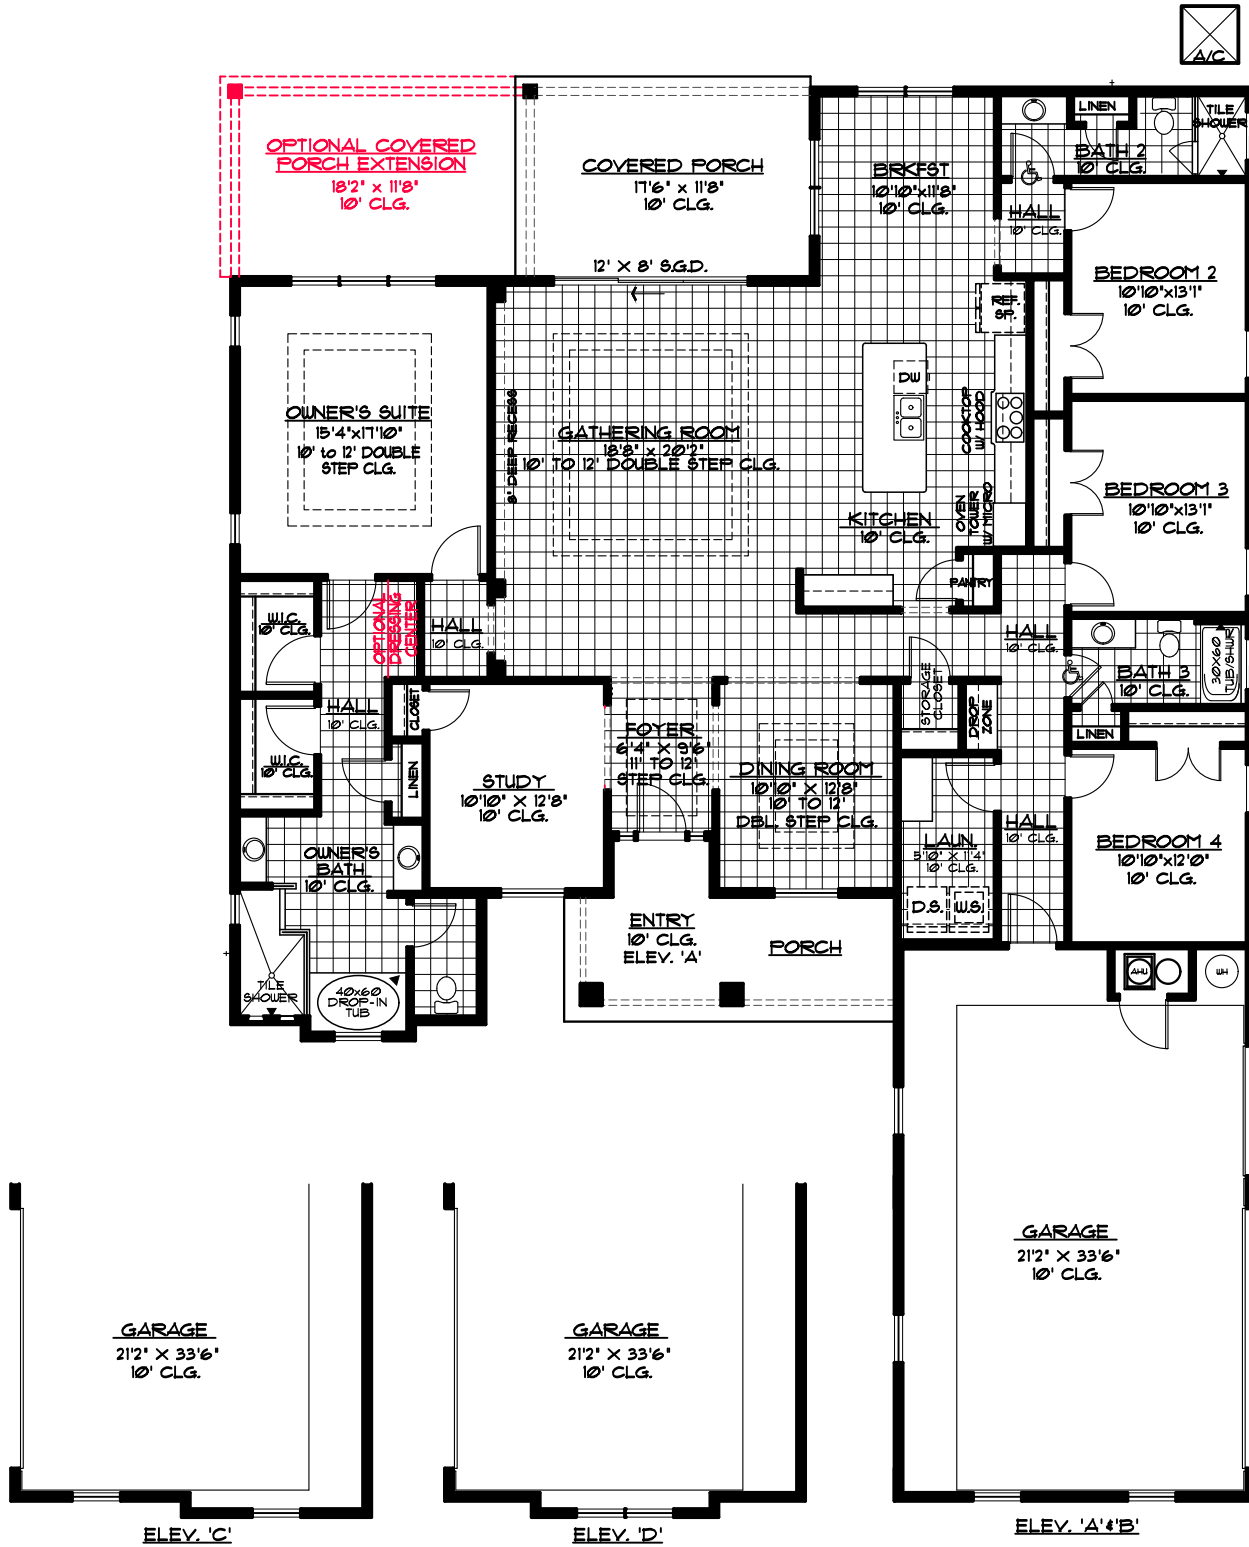 A/C
OPTIONAL COVERED
PORCH EXTENSION
18'2" x 11'8"
10' CLG.
COVERED PORCH
17'6" x 11'8"
10' CLG.
12' X 8' S.G.D.
BRKFST
10'10"x11'8"
10' CLG.
LINEN
TILE
SHOWER
BATH 2
10' CLG.
HALL
10' CLG.
BEDROOM 2
10'10"x13'1"
10' CLG.
REF.
SP.
OWNER'S SUITE
15'4"x17'10"
10' to 12' DOUBLE
STEP CLG.
8' DEEP RECESS
GATHERING ROOM
18'8" x 20'2"
10' TO 12' DOUBLE STEP CLG.
DW
COOKTOP
W/ HOOD
KITCHEN
10' CLG.
OVEN
TOWER
W/ MICRO
BEDROOM 3
10'10"x13'1"
10' CLG.
PANTRY
W.I.C.
10' CLG.
OPTIONAL
DRESSING
CENTER
HALL
10' CLG.
HALL
10' CLG.
BATH 3
10' CLG.
30X60
TUB/SHWR
STORAGE
CLOSET
DROP
ZONE
LINEN
HALL
10' CLG.
CLOSET
W.I.C.
10' CLG.
LINEN
STUDY
10'10" X 12'8"
10' CLG.
FOYER
6'4" X 9'6"
11' TO 12'
STEP CLG.
DINING ROOM
10'10" X 12'8"
10' TO 12'
DBL. STEP CLG.
LAUN.
5'10" X 1'4"
10' CLG.
D.S.
W.S
HALL
10' CLG.
BEDROOM 4
10'10"x12'0"
10' CLG.
OWNER'S
BATH
10' CLG.
TILE
SHOWER
40x60
DROP-IN
TUB
ENTRY
10' CLG.
ELEV. 'A'
PORCH
AHU
WH
GARAGE
21'2" X 33'6"
10' CLG.
ELEV. 'A'&'B'
GARAGE
21'2" X 33'6"
10' CLG.
ELEV. 'C'
GARAGE
21'2" X 33'6"
10' CLG.
ELEV. 'D'